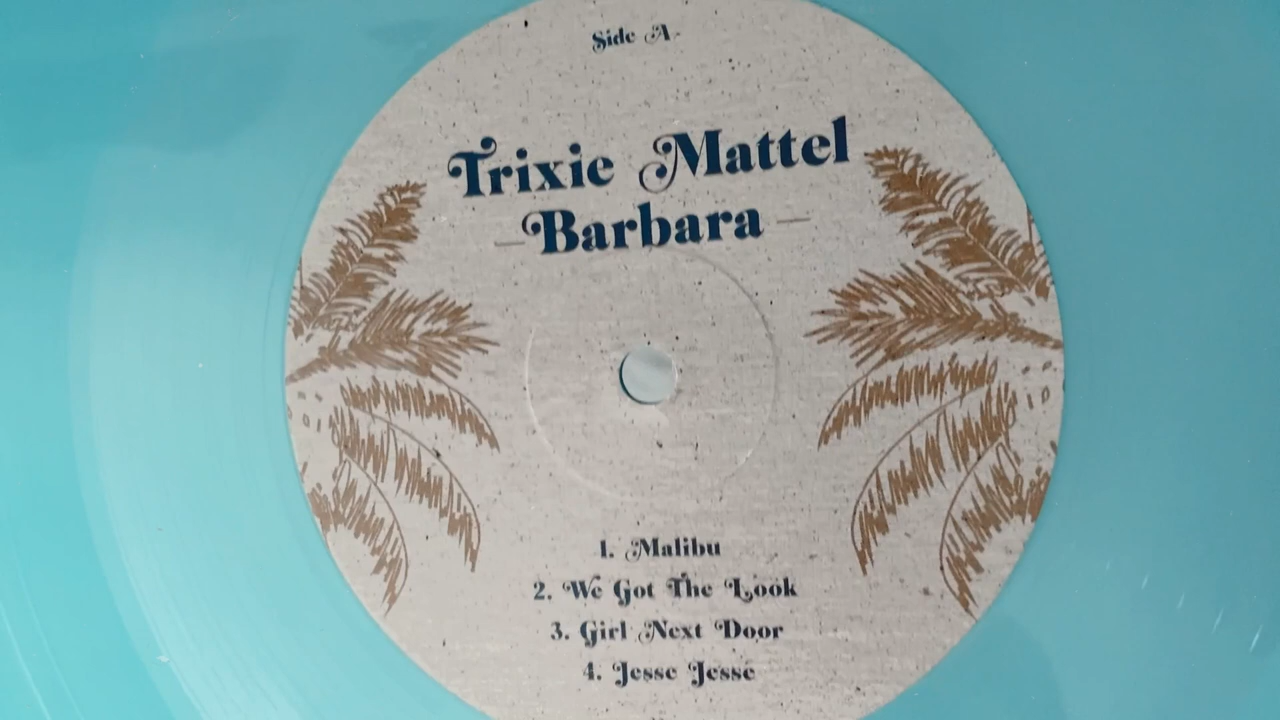 Side A
Trixie Mattel
Barbara
1. Malibu
2. We Got The Look
3. Girl Next Door
4. Jesse Jesse